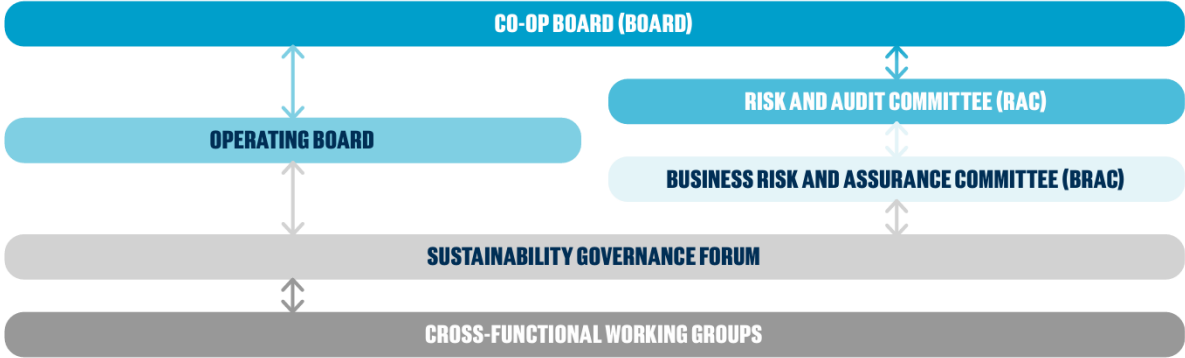 CO-OP BOARD (BOARD)
RISK AND AUDIT COMMITTEE (RAC)
OPERATING BOARD
BUSINESS RISK AND ASSURANCE COMMITTEE (BRAC)
SUSTAINABILITY GOVERNANCE FORUM
CROSS-FUNCTIONAL WORKING GROUPS